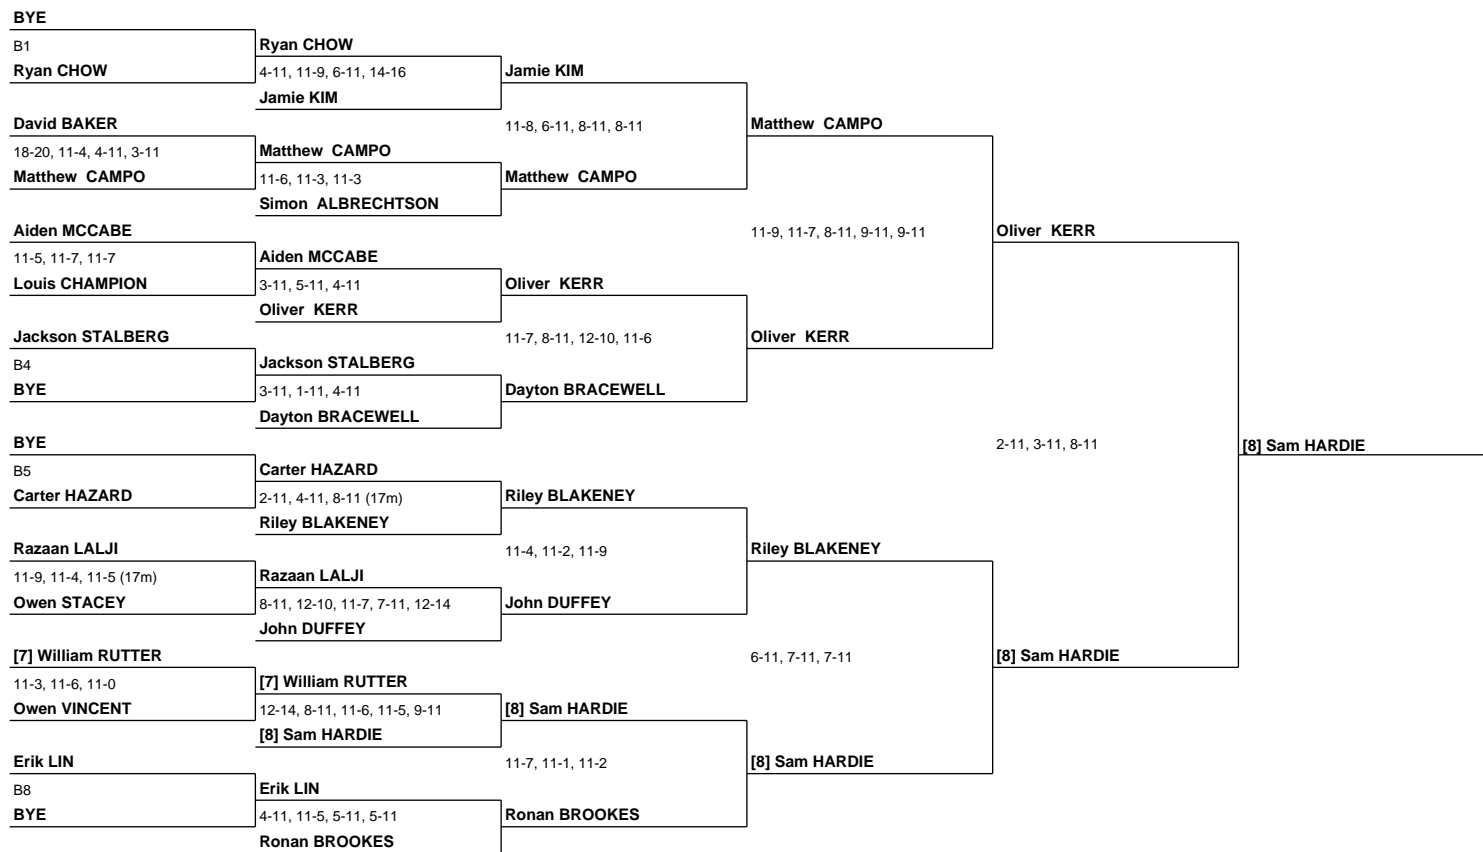 BYE
B1
Ryan CHOW
David BAKER
18-20, 11-4, 4-11, 3-11
Matthew CAMPO
Aiden MCCABE
11-5, 11-7, 11-7
Louis CHAMPION
Jackson STALBERG
B4
BYE
BYE
B5
Carter HAZARD
Razaan LALJI
11-9, 11-4, 11-5 (17m)
Owen STACEY
[7] William RUTTER
11-3, 11-6, 11-0
Owen VINCENT
Erik LIN
B8
BYE
Ryan CHOW
4-11, 11-9, 6-11, 14-16
Jamie KIM
Matthew CAMPO
11-6, 11-3, 11-3
Simon ALBRECHTSON
Aiden MCCABE
3-11, 5-11, 4-11
Oliver KERR
Jackson STALBERG
3-11, 1-11, 4-11
Dayton BRACEWELL
Carter HAZARD
2-11, 4-11, 8-11 (17m)
Riley BLAKENEY
Razaan LALJI
8-11, 12-10, 11-7, 7-11, 12-14
John DUFFEY
[7] William RUTTER
12-14, 8-11, 11-6, 11-5, 9-11
[8] Sam HARDIE
Erik LIN
4-11, 11-5, 5-11, 5-11
Ronan BROOKES
Jamie KIM
11-8, 6-11, 8-11, 8-11
Matthew CAMPO
Oliver KERR
11-7, 8-11, 12-10, 11-6
Dayton BRACEWELL
Riley BLAKENEY
11-4, 11-2, 11-9
John DUFFEY
[8] Sam HARDIE
11-7, 11-1, 11-2
Ronan BROOKES
Matthew CAMPO
11-9, 11-7, 8-11, 9-11, 9-11
Oliver KERR
Riley BLAKENEY
6-11, 7-11, 7-11
[8] Sam HARDIE
Oliver KERR
2-11, 3-11, 8-11
[8] Sam HARDIE
[8] Sam HARDIE